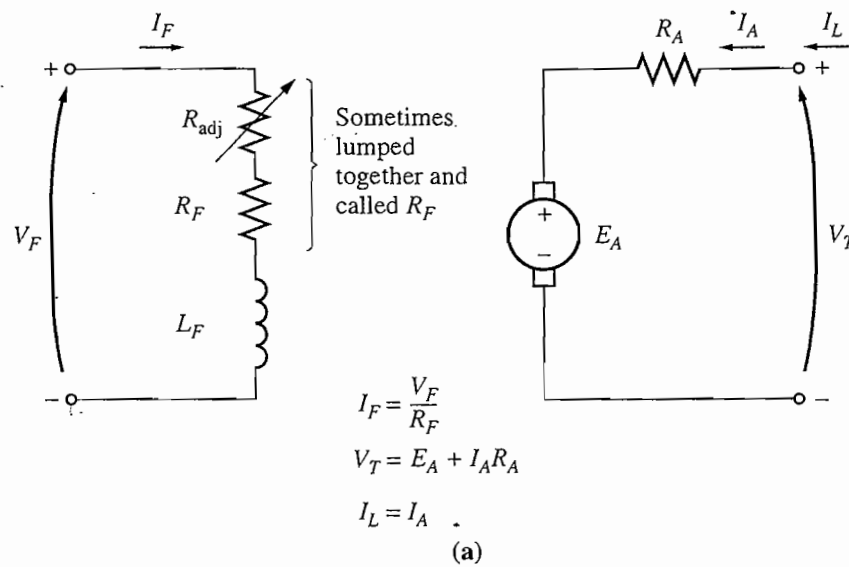 I_F
R_A
I_A
I_L
+
+
R_adj
Sometimes
lumped
together and
called R_F
R_F
V_F
+
−
E_A
V_T
L_F
−
−
I_F = V_F / R_F
V_T = E_A + I_A R_A
I_L = I_A
(a)